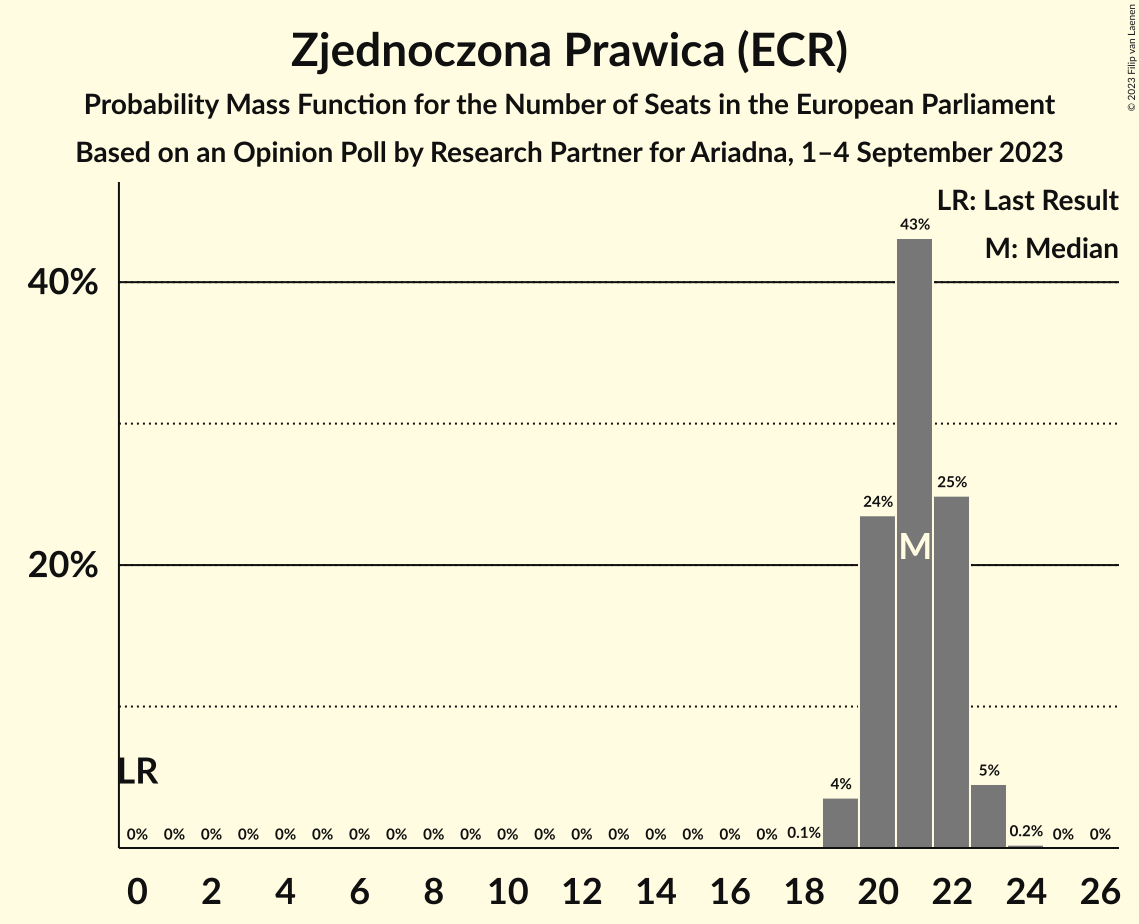 Zjednoczona Prawica (ECR)
Probability Mass Function for the Number of Seats in the European Parliament
Based on an Opinion Poll by Research Partner for Ariadna, 1–4 September 2023
© 2023 Filip van Laenen
LR: Last Result
M: Median
43%
40%
25%
24%
M
20%
LR
5%
4%
0% 0% 0% 0% 0% 0% 0% 0% 0% 0% 0% 0% 0% 0% 0% 0% 0% 0% 0.1% 0.2% 0% 0%
0 2 4 6 8 10 12 14 16 18 20 22 24 26